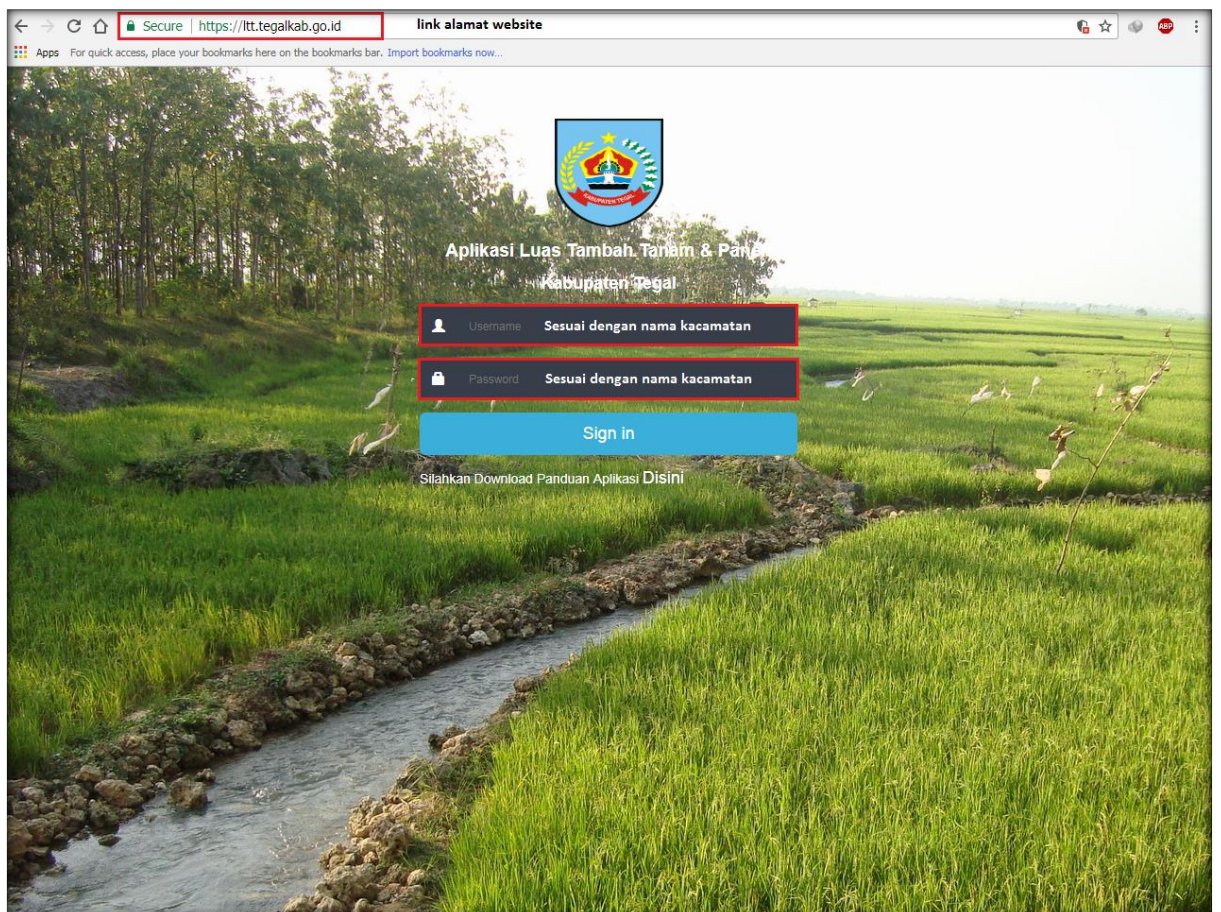 Secure | https://ltt.tegalkab.go.id
link alamat website
ABP
Apps For quick access, place your bookmarks here on the bookmarks bar. Import bookmarks now...
KABUPATEN TEGAL
Aplikasi Luas Tambah Tanam & Panen
Kabupaten Tegal
Username Sesuai dengan nama kacamatan
Password Sesuai dengan nama kacamatan
Sign in
Silahkan Download Panduan Aplikasi Disini